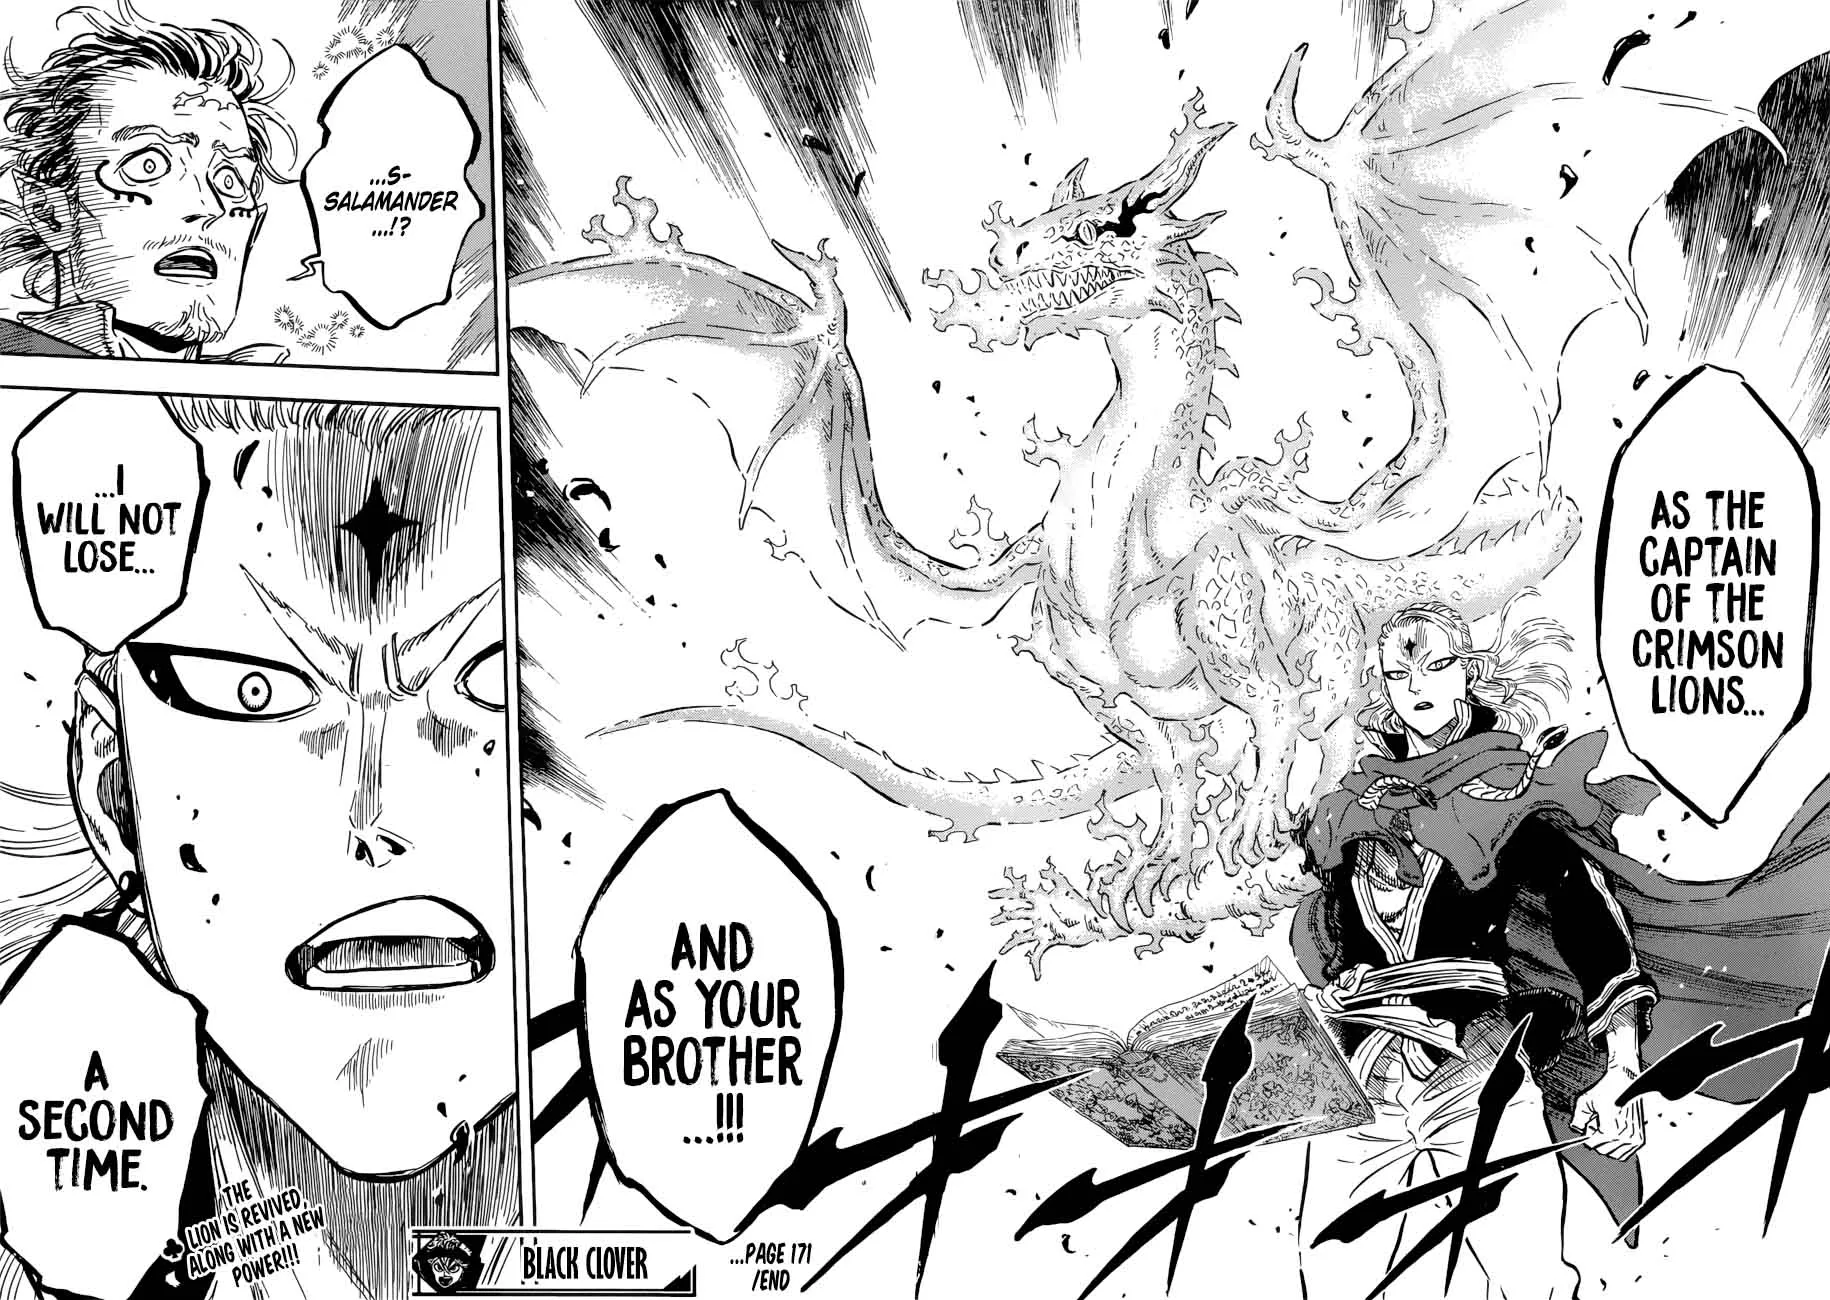 AS THE
CAPTAIN
OF THE
CRIMSON
LIONS...
AND
AS YOUR
BROTHER
...!!!
...S-
SALAMANDER
...!?
...I
WILL NOT
LOSE...
A
SECOND
TIME.
THE
LION IS REVIVED,
ALONG WITH A NEW
POWER!!!
BLACK CLOVER
...PAGE 171
/END